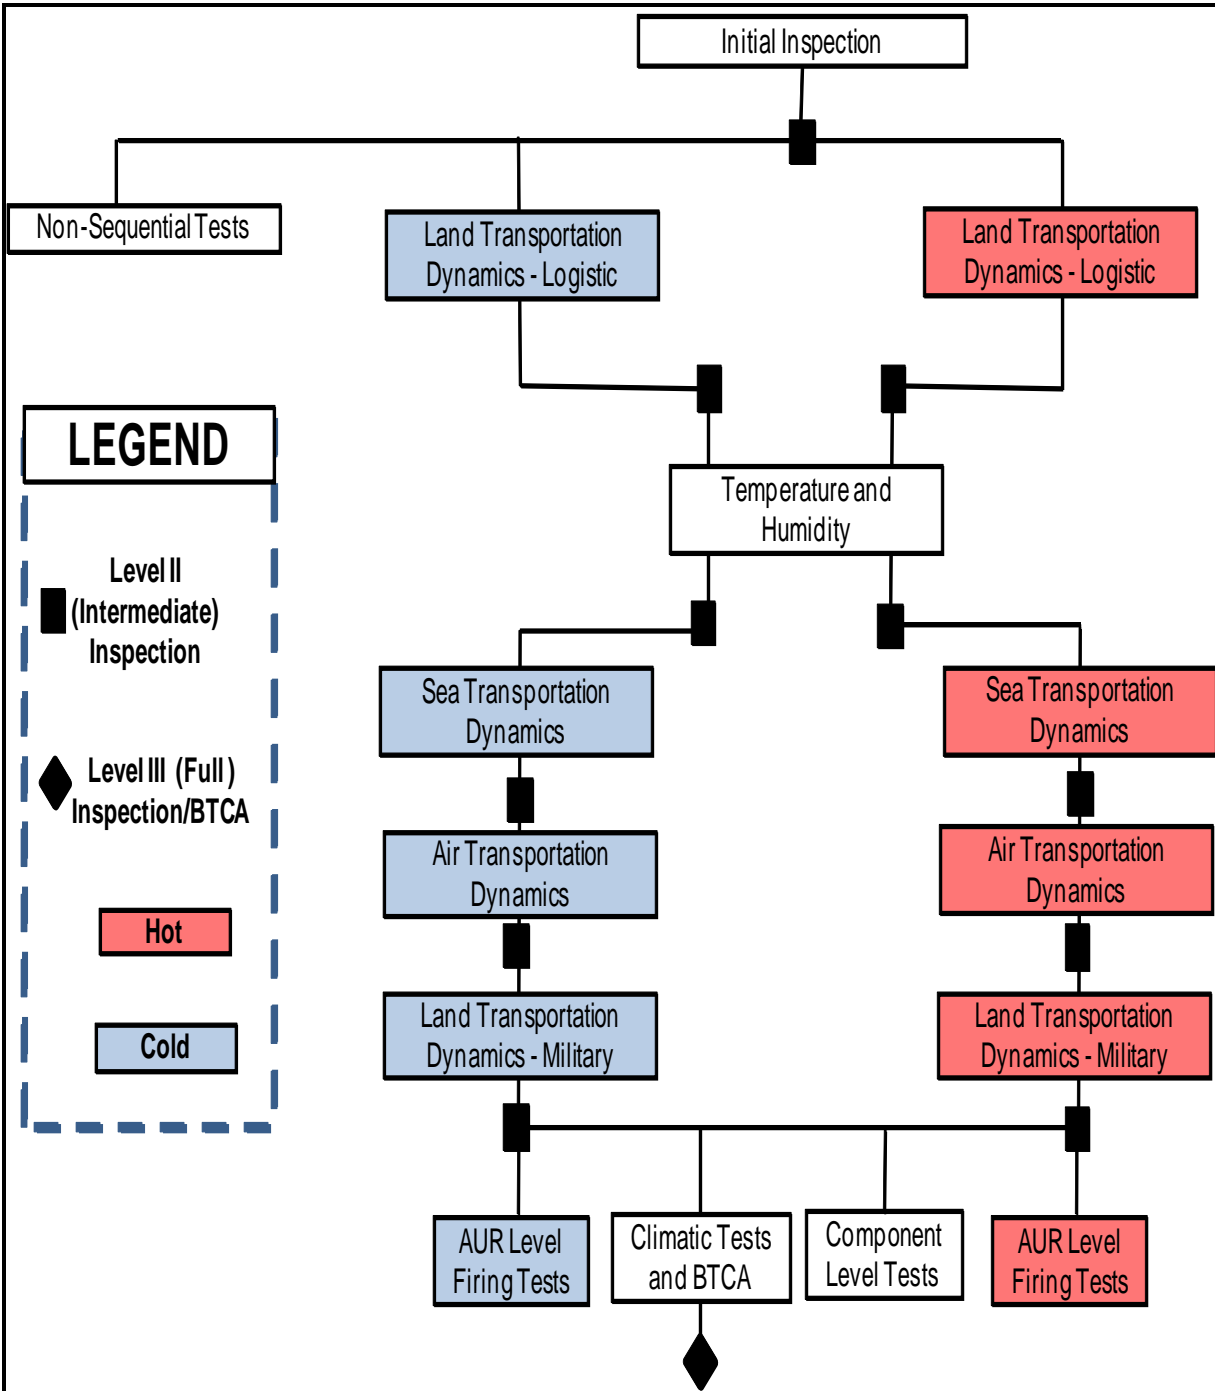 Initial Inspection
Non-Sequential Tests
Land Transportation
Dynamics - Logistic
Land Transportation
Dynamics - Logistic
LEGEND
Level II
(Intermediate)
Inspection
Level III (Full)
Inspection/BTCA
Hot
Cold
Temperature and
Humidity
Sea Transportation
Dynamics
Sea Transportation
Dynamics
Air Transportation
Dynamics
Air Transportation
Dynamics
Land Transportation
Dynamics - Military
Land Transportation
Dynamics - Military
AUR Level
Firing Tests
Climatic Tests
and BTCA
Component
Level Tests
AUR Level
Firing Tests